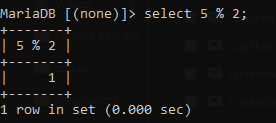 MariaDB [(none)]> select 5 % 2;
+-------+
| 5 % 2 |
+-------+
|     1 |
+-------+
1 row in set (0.000 sec)